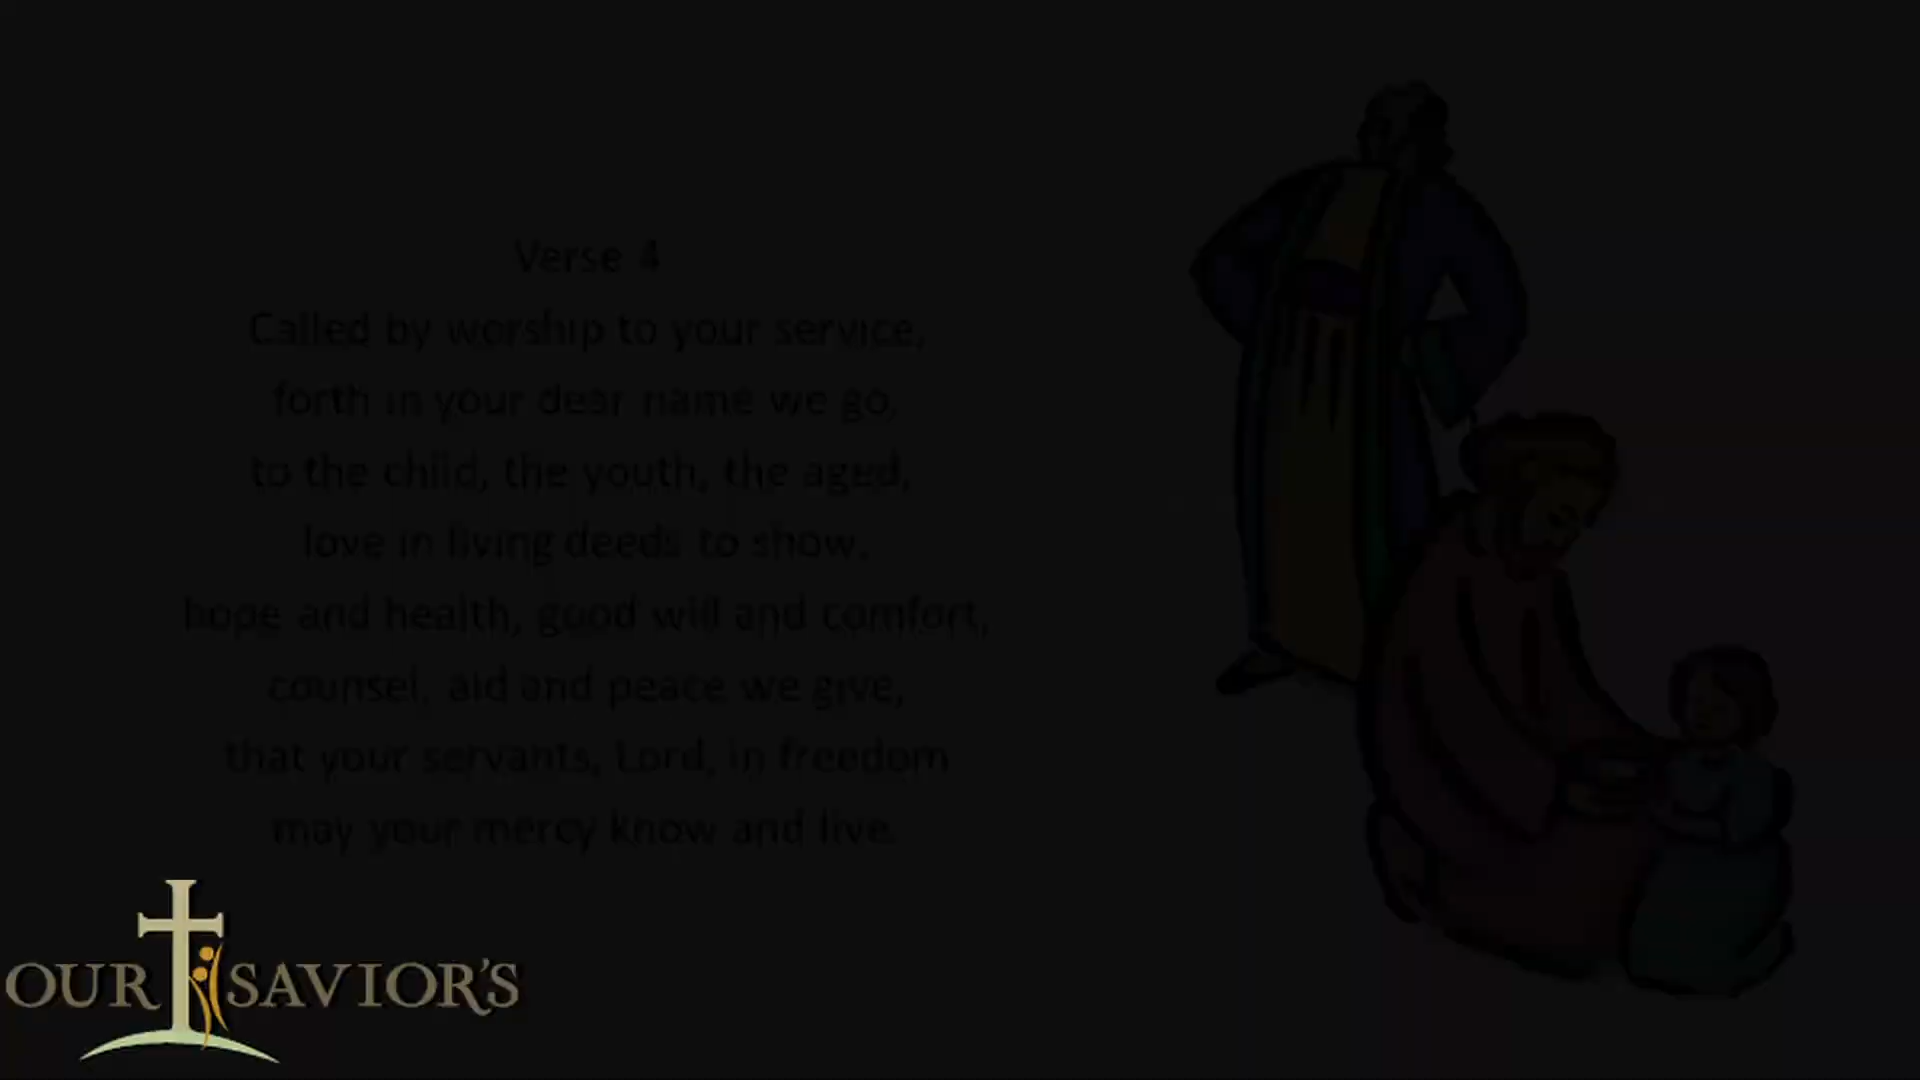 Verse 4
Called by worship to your service,
forth in your dear name we go,
to the child, the youth, the aged,
love in living deeds to show,
hope and health, good will and comfort,
counsel, aid and peace we give,
that your servants, Lord, in freedom
may your mercy know and live.
OUR SAVIOR'S